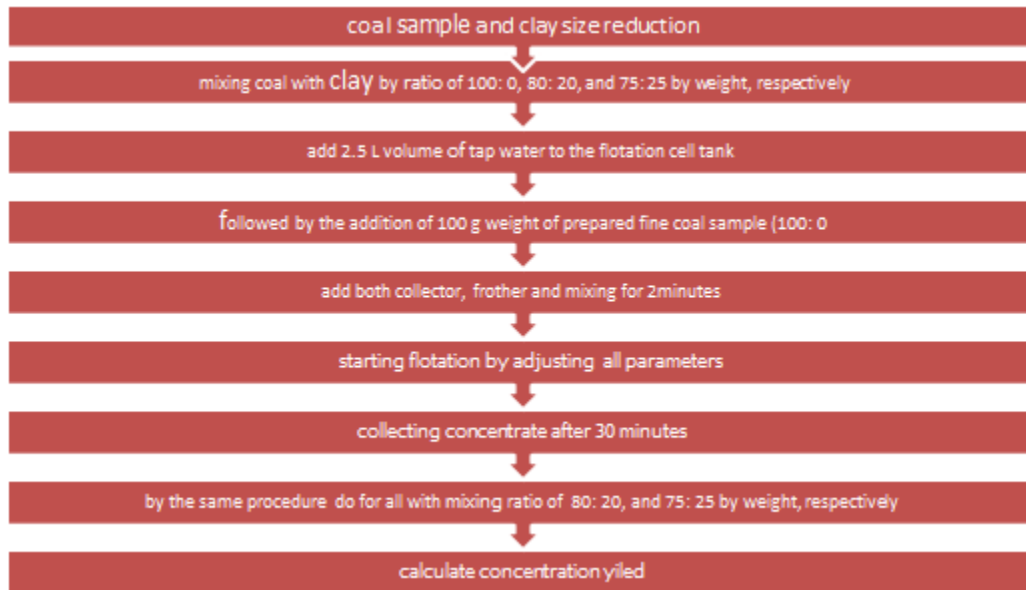 coal sample and clay size reduction
mixing coal with clay by ratio of 100: 0, 80: 20, and 75: 25 by weight, respectively
add 2.5 L volume of tap water to the flotation cell tank
followed by the addition of 100 g weight of prepared fine coal sample (100: 0
add both collector, frother and mixing for 2minutes
starting flotation by adjusting all parameters
collecting concentrate after 30 minutes
by the same procedure do for all with mixing ratio of 80: 20, and 75: 25 by weight, respectively
calculate concentration yiled